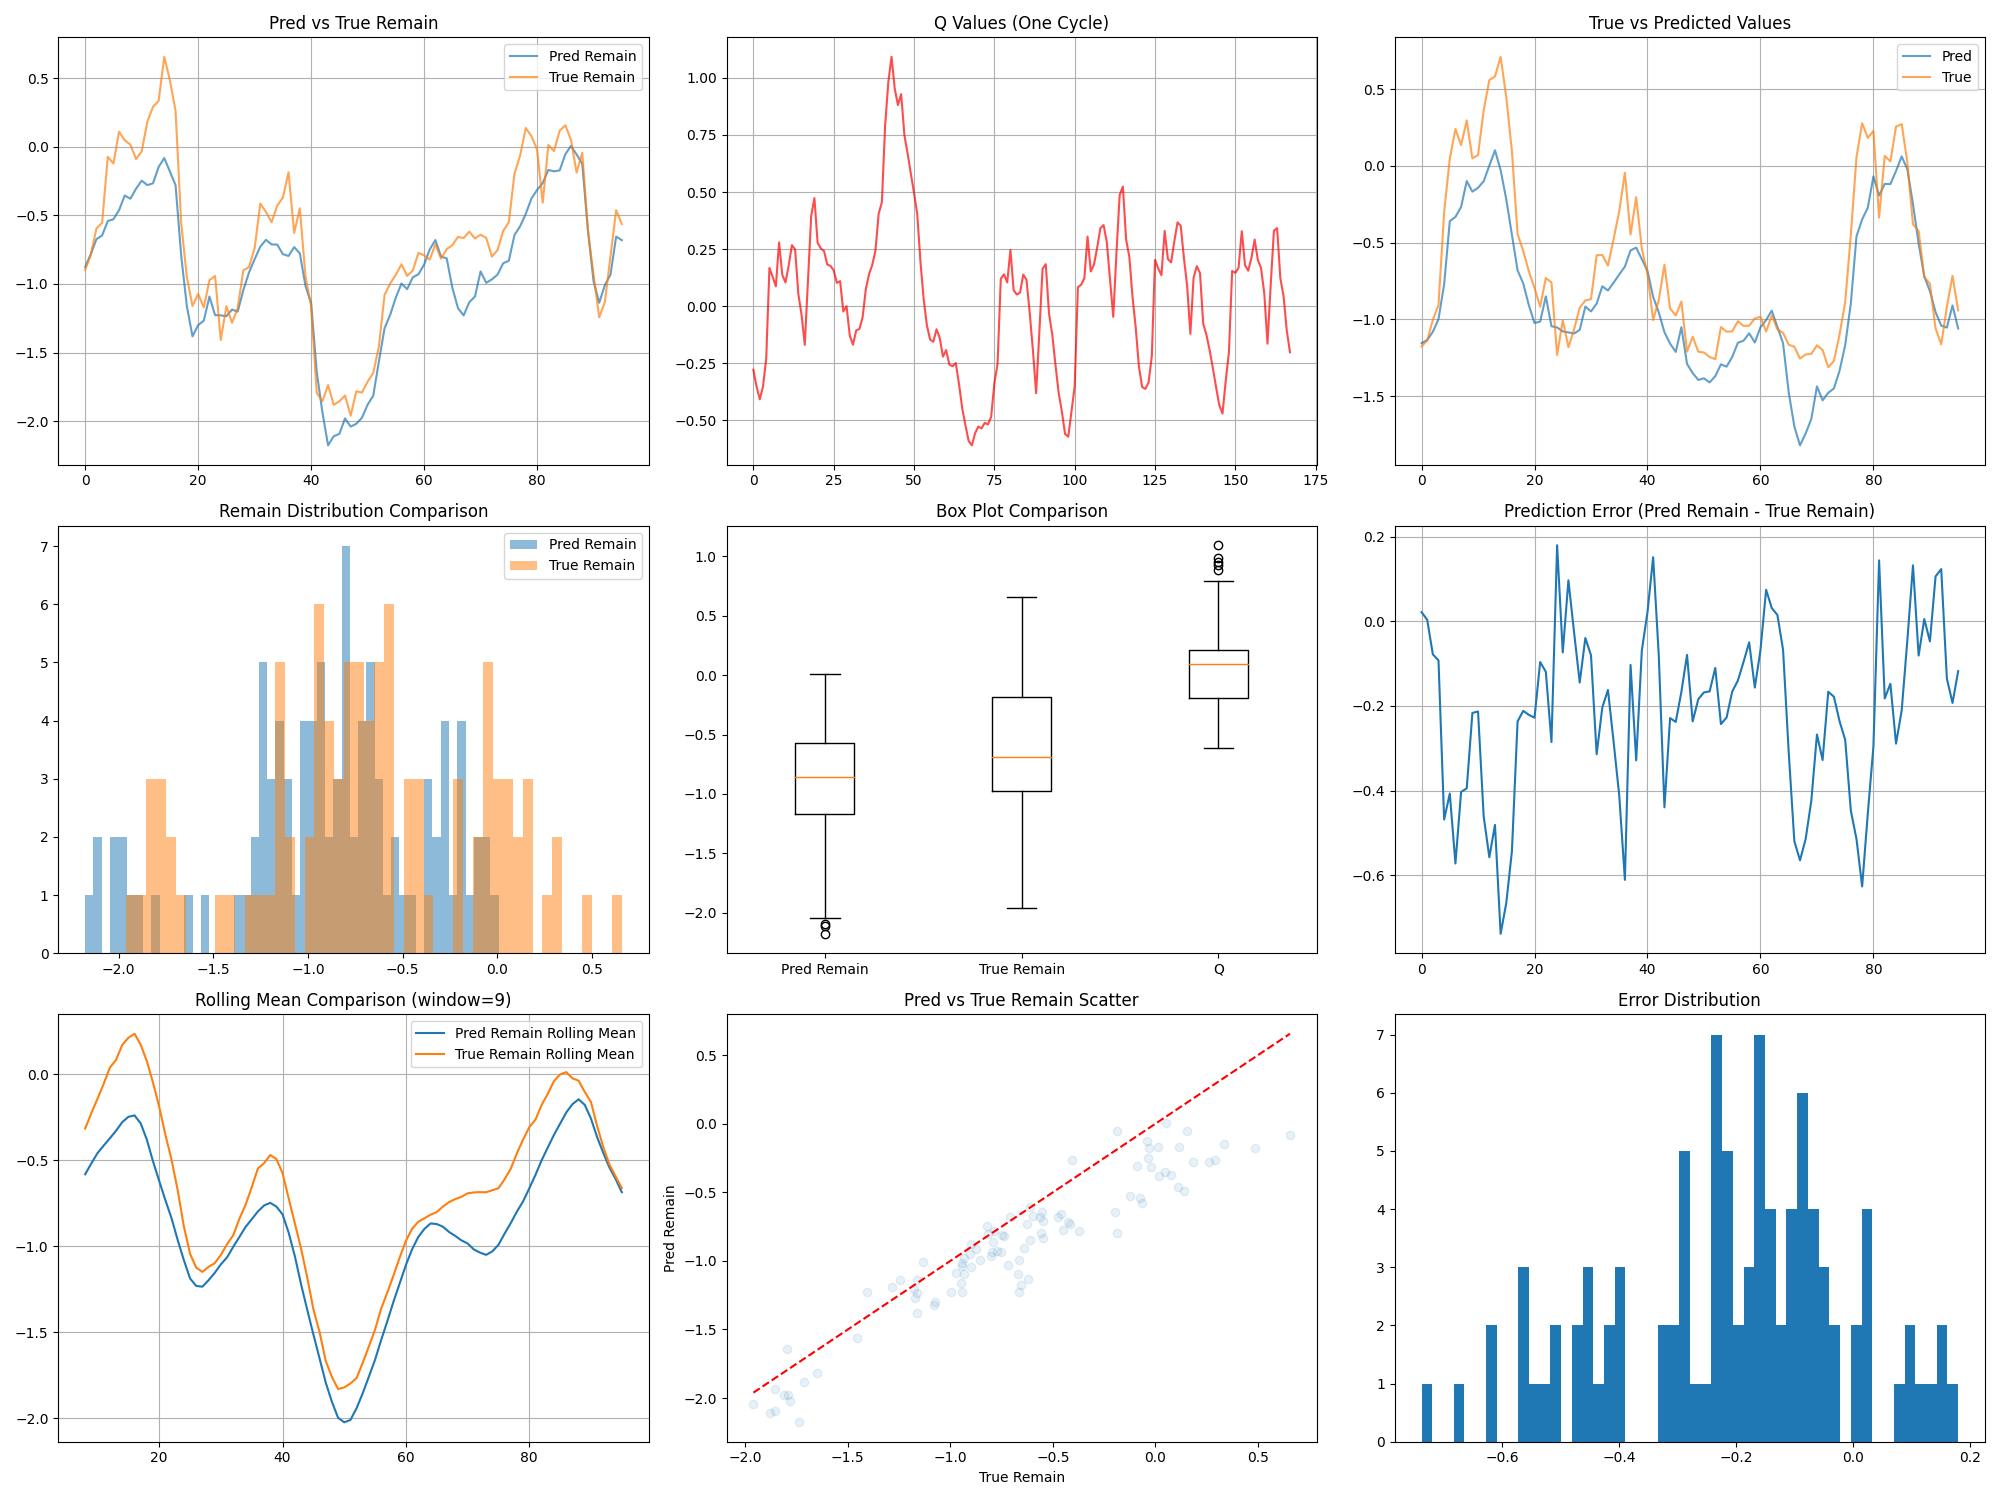 Pred vs True Remain
Pred Remain
True Remain
0.5
0.0
−0.5
−1.0
−1.5
−2.0
0 20 40 60 80
Q Values (One Cycle)
1.00
0.75
0.50
0.25
0.00
−0.25
−0.50
0 25 50 75 100 125 150 175
True vs Predicted Values
Pred
True
0.5
0.0
−0.5
−1.0
−1.5
0 20 40 60 80
Remain Distribution Comparison
Pred Remain
True Remain
7
6
5
4
3
2
1
0
−2.0 −1.5 −1.0 −0.5 0.0 0.5
Box Plot Comparison
1.0
0.5
0.0
−0.5
−1.0
−1.5
−2.0
Pred Remain True Remain Q
Prediction Error (Pred Remain - True Remain)
0.2
0.0
−0.2
−0.4
−0.6
0 20 40 60 80
Rolling Mean Comparison (window=9)
Pred Remain Rolling Mean
True Remain Rolling Mean
0.0
−0.5
−1.0
−1.5
−2.0
20 40 60 80
Pred vs True Remain Scatter
Pred Remain
0.5
0.0
−0.5
−1.0
−1.5
−2.0
−2.0 −1.5 −1.0 −0.5 0.0 0.5
True Remain
Error Distribution
7
6
5
4
3
2
1
0
−0.6 −0.4 −0.2 0.0 0.2